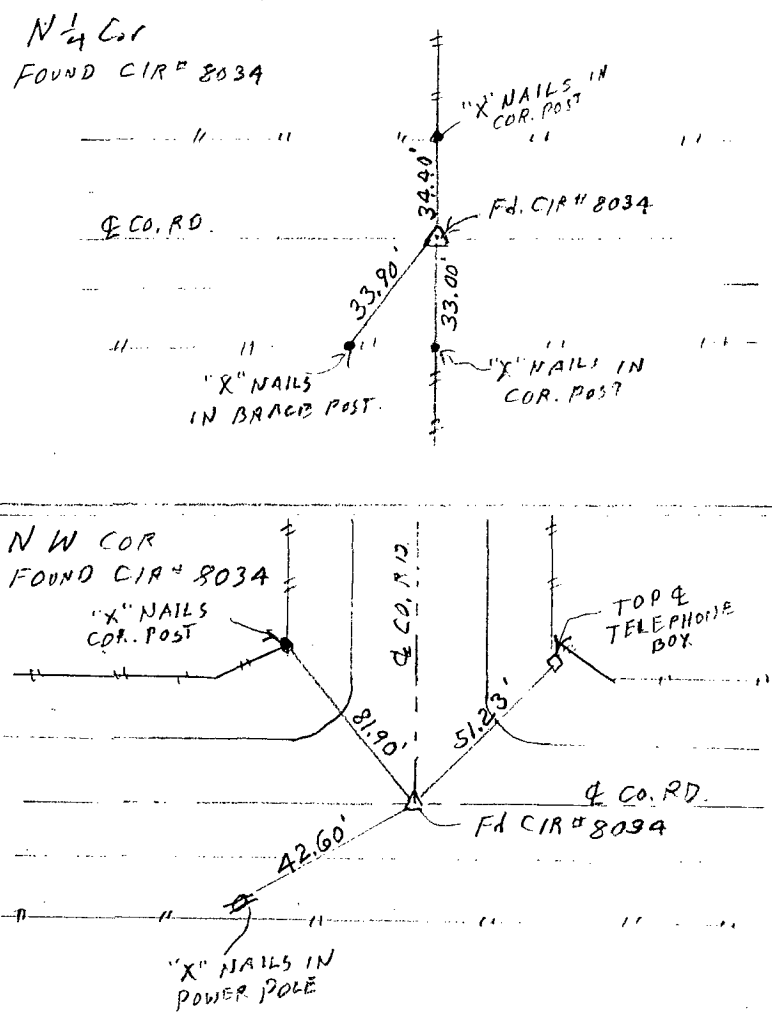 N 1/4 Cor
FOUND CIR # 8034
"X" NAILS IN
COR. POST
34.40'
℄ CO. RD.
Fd. CIR # 8034
33.90'
33.00'
"X" NAILS
IN BARGE POST.
"X" NAILS IN
COR. POST
N W COR
FOUND CIR # 8034
"X" NAILS
COR. POST
℄ CO. RD.
TOP ℄
TELEPHONE
BOX
81.90'
51.23'
℄ CO. RD.
Fd CIR # 8034
42.60'
"X" NAILS IN
POWER POLE